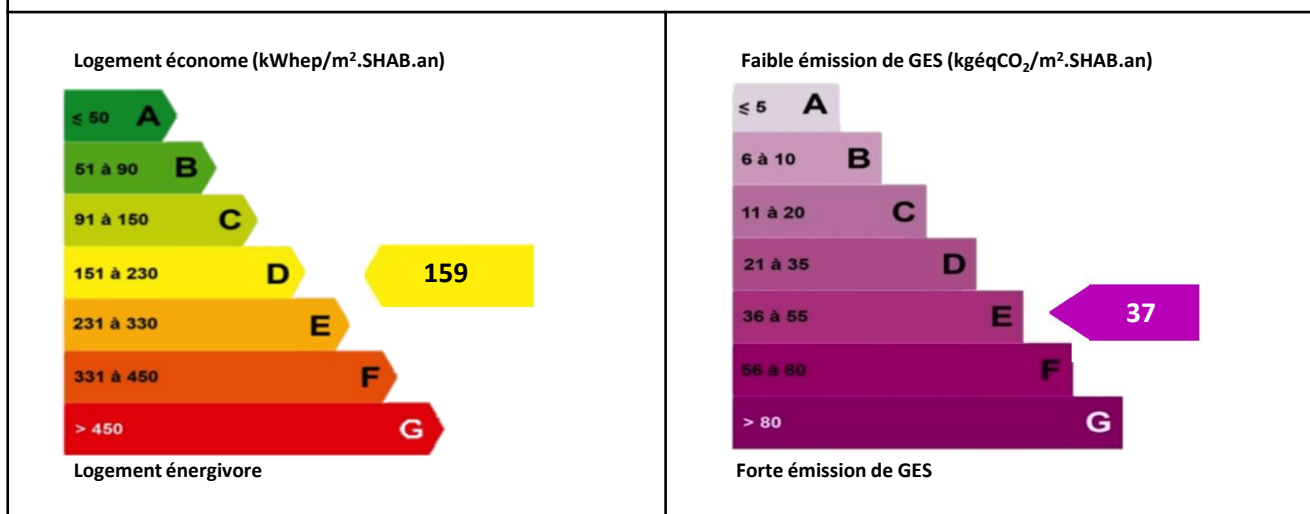 Logement économe (kWhep/m².SHAB.an)
≤ 50 A
51 à 90 B
91 à 150 C
151 à 230 D
159
231 à 330 E
331 à 450 F
> 450 G
Logement énergivore
Faible émission de GES (kgéqCO₂/m².SHAB.an)
≤ 5 A
6 à 10 B
11 à 20 C
21 à 35 D
36 à 55 E
37
56 à 80 F
> 80 G
Forte émission de GES